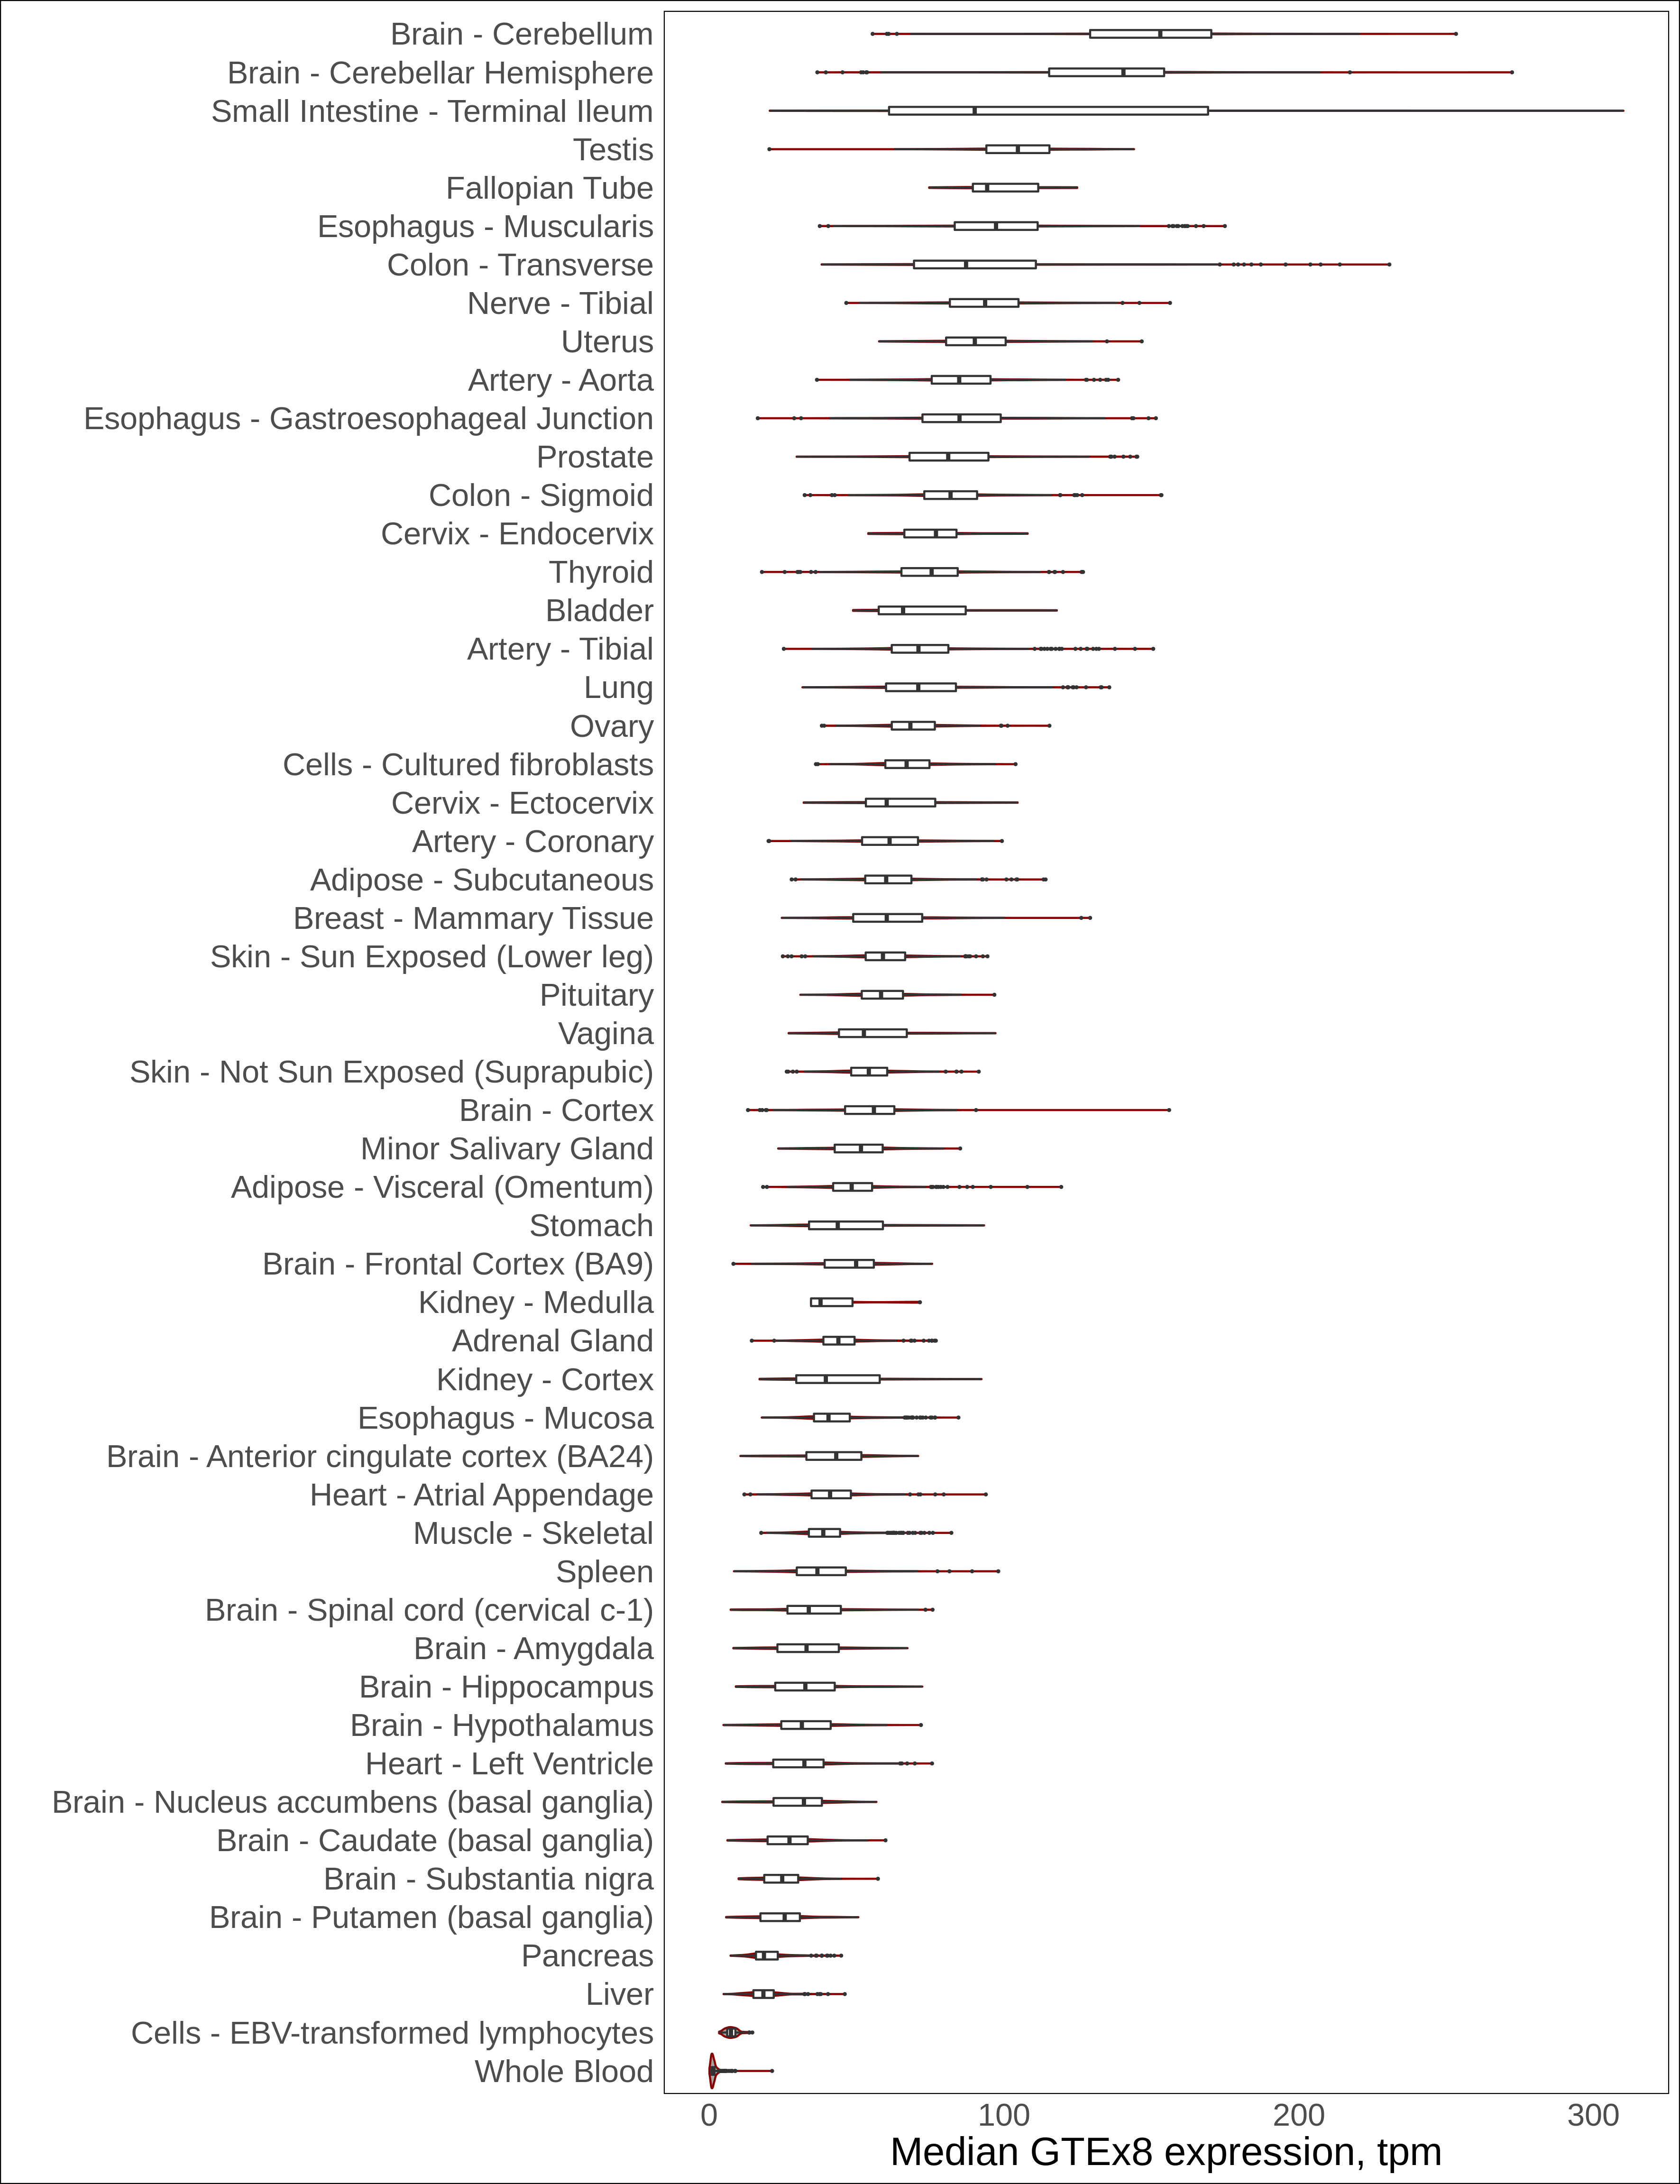 Brain - Cerebellum
Brain - Cerebellar Hemisphere
Small Intestine - Terminal Ileum
Testis
Fallopian Tube
Esophagus - Muscularis
Colon - Transverse
Nerve - Tibial
Uterus
Artery - Aorta
Esophagus - Gastroesophageal Junction
Prostate
Colon - Sigmoid
Cervix - Endocervix
Thyroid
Bladder
Artery - Tibial
Lung
Ovary
Cells - Cultured fibroblasts
Cervix - Ectocervix
Artery - Coronary
Adipose - Subcutaneous
Breast - Mammary Tissue
Skin - Sun Exposed (Lower leg)
Pituitary
Vagina
Skin - Not Sun Exposed (Suprapubic)
Brain - Cortex
Minor Salivary Gland
Adipose - Visceral (Omentum)
Stomach
Brain - Frontal Cortex (BA9)
Kidney - Medulla
Adrenal Gland
Kidney - Cortex
Esophagus - Mucosa
Brain - Anterior cingulate cortex (BA24)
Heart - Atrial Appendage
Muscle - Skeletal
Spleen
Brain - Spinal cord (cervical c-1)
Brain - Amygdala
Brain - Hippocampus
Brain - Hypothalamus
Heart - Left Ventricle
Brain - Nucleus accumbens (basal ganglia)
Brain - Caudate (basal ganglia)
Brain - Substantia nigra
Brain - Putamen (basal ganglia)
Pancreas
Liver
Cells - EBV-transformed lymphocytes
Whole Blood
0 100 200 300
Median GTEx8 expression, tpm